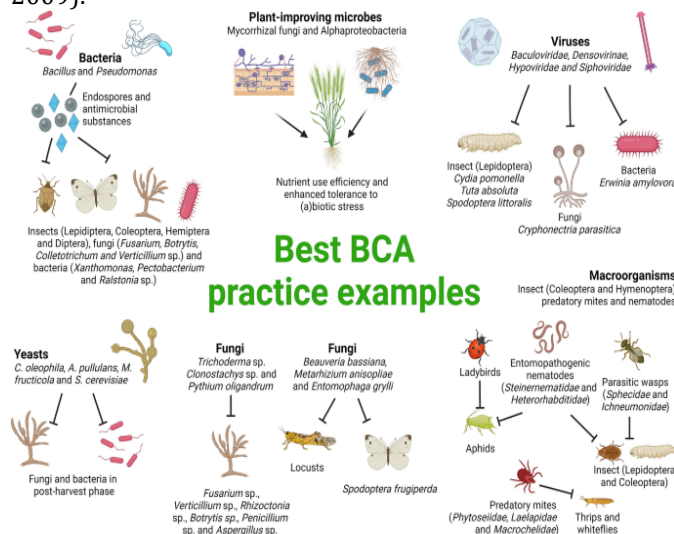 2009).
Bacteria
Bacillus and Pseudomonas
Endospores and
antimicrobial
substances
Insects (Lepidiptera, Coleoptera, Hemiptera
and Diptera), fungi (Fusarium, Botrytis,
Colletotrichum and Verticillium sp.) and
bacteria (Xanthomonas, Pectobacterium
and Ralstonia sp.)
Plant-improving microbes
Mycorrhizal fungi and Alphaproteobacteria
Nutrient use efficiency and
enhanced tolerance to
(a)biotic stress
Viruses
Baculoviridae, Densovirinae,
Hypoviridae and Siphoviridae
Insect (Lepidoptera)
Cydia pomonella
Tuta absoluta
Spodoptera littoralis
Fungi
Cryphonectria parasitica
Bacteria
Erwinia amylovora
Best BCA
practice examples
Yeasts
C. oleophila, A. pullulans, M.
fructicola and S. cerevisiae
Fungi and bacteria in
post-harvest phase
Fungi
Trichoderma sp.
Clonostachys sp. and
Pythium oligandrum
Fusarium sp.,
Verticillium sp., Rhizoctonia
sp., Botrytis sp., Penicillium
sp. and Aspergillus sp.
Fungi
Beauveria bassiana,
Metarhizium anisopliae
and Entomophaga grylli
Locusts
Spodoptera frugiperda
Macroorganisms
Insect (Coleoptera and Hymenoptera)
predatory mites and nematodes
Ladybirds
Aphids
Entomopathogenic
nematodes
(Steinernematidae and
Heterorhabditidae)
Parasitic wasps
(Sphecidae and
Ichneumonidae)
Insect (Lepidoptera
and Coleoptera)
Predatory mites
(Phytoseiidae, Laelapidae
and Macrochelidae)
Thrips and
whiteflies